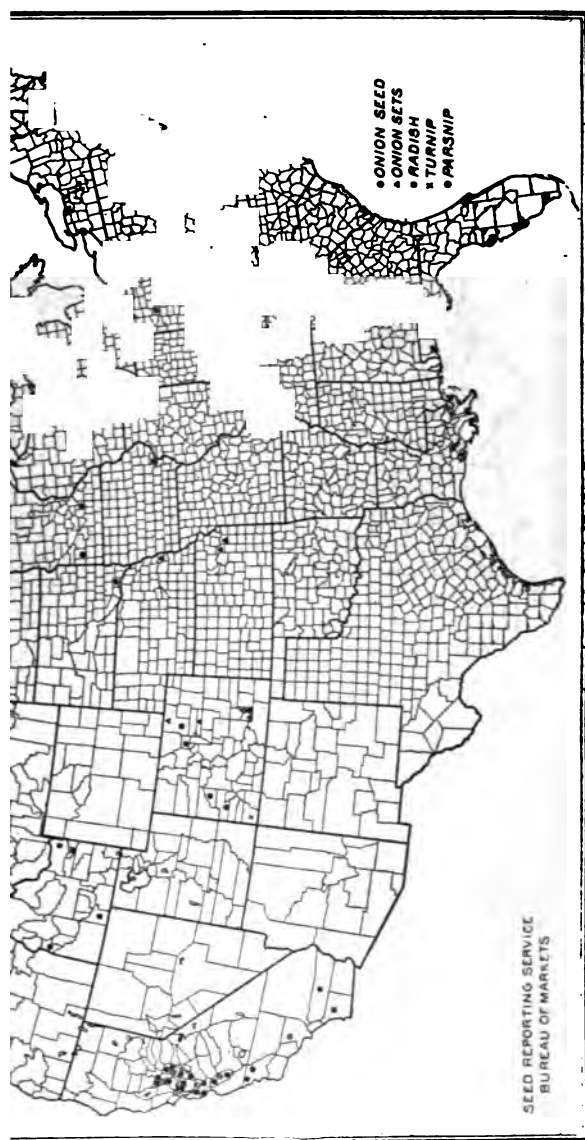 ●ONION SEED
▲ONION SETS
■RADISH
×TURNIP
●PARSNIP
SEED REPORTING SERVICE
BUREAU OF MARKETS